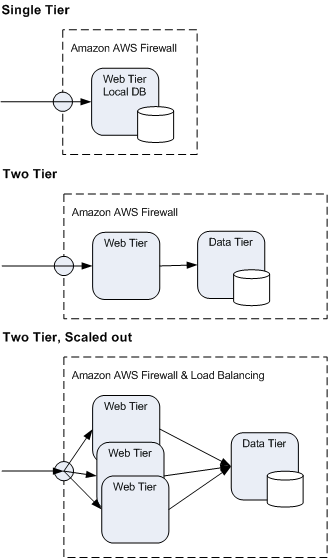 Single Tier
Amazon AWS Firewall
Web Tier
Local DB
Two Tier
Amazon AWS Firewall
Web Tier
Data Tier
Two Tier, Scaled out
Amazon AWS Firewall & Load Balancing
Web Tier
Web Tier
Web Tier
Data Tier